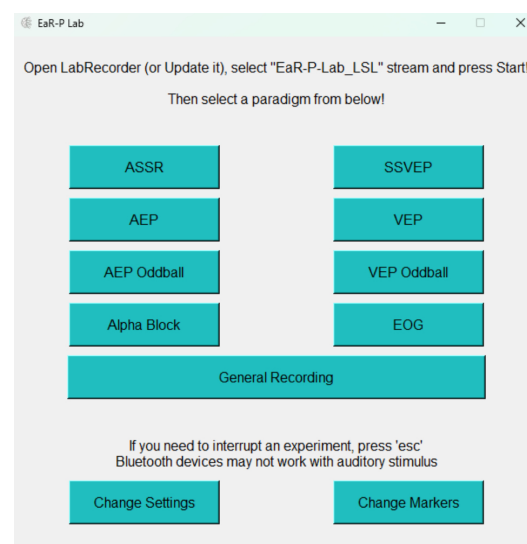 EaR-P Lab
Open LabRecorder (or Update it), select "EaR-P-Lab_LSL" stream and press Start!
Then select a paradigm from below!
ASSR
SSVEP
AEP
VEP
AEP Oddball
VEP Oddball
Alpha Block
EOG
General Recording
If you need to interrupt an experiment, press 'esc'
Bluetooth devices may not work with auditory stimulus
Change Settings
Change Markers